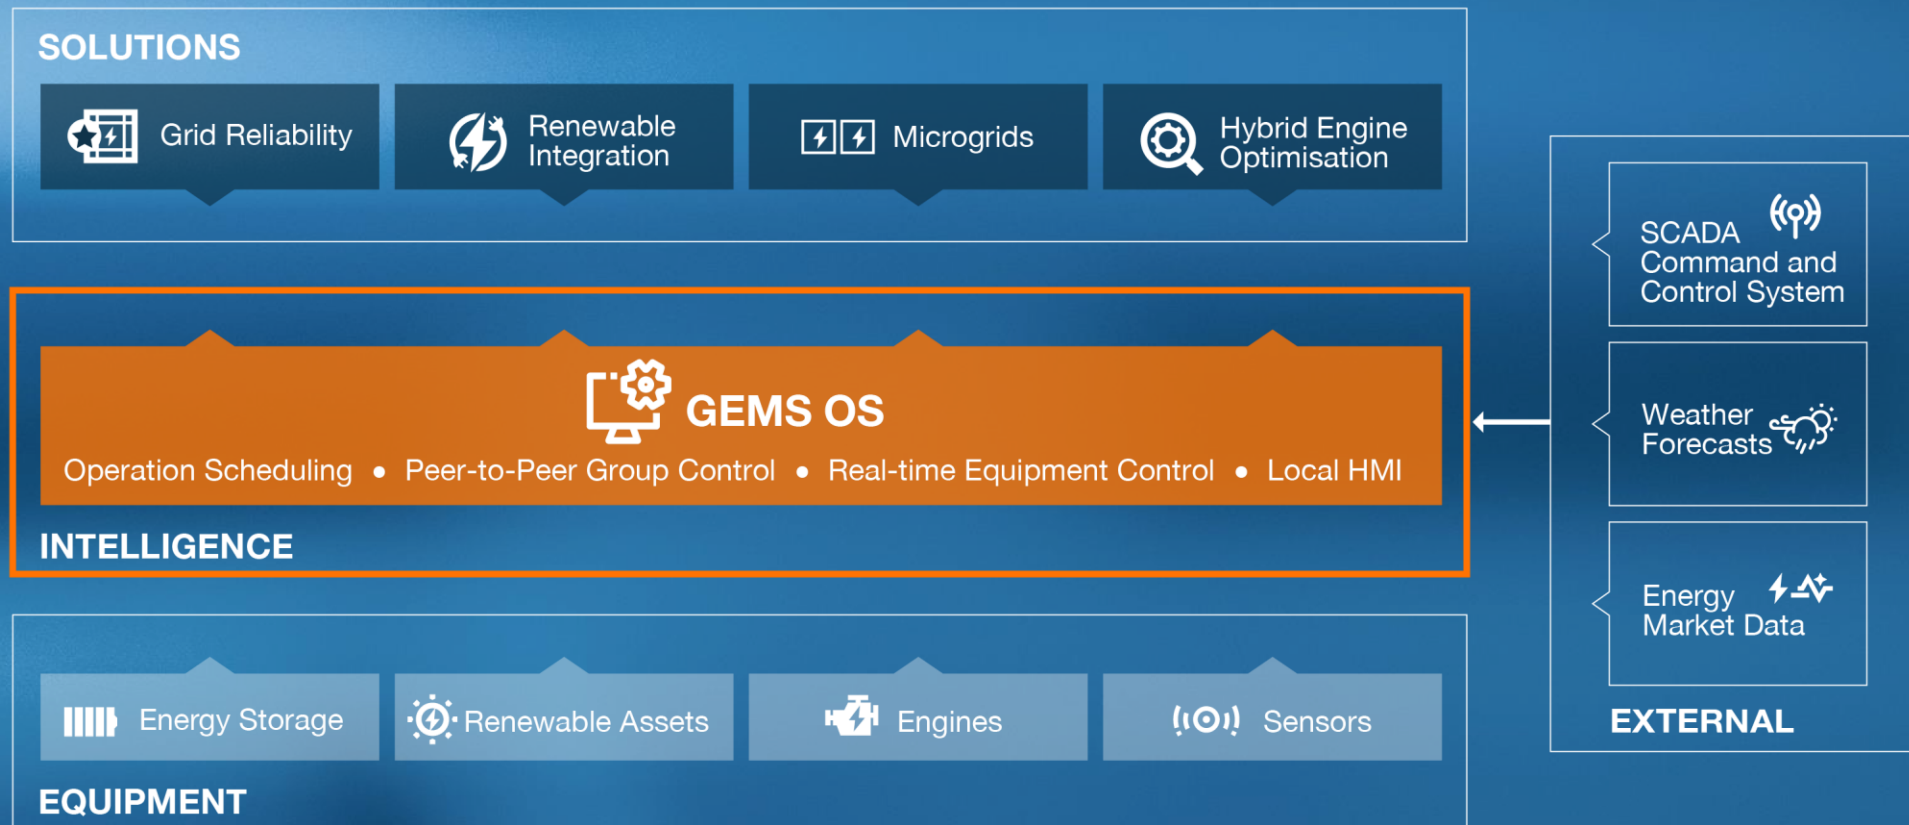 SOLUTIONS
Grid Reliability
Renewable
Integration
Microgrids
Hybrid Engine
Optimisation
GEMS OS
Operation Scheduling ● Peer-to-Peer Group Control ● Real-time Equipment Control ● Local HMI
INTELLIGENCE
Energy Storage
Renewable Assets
Engines
Sensors
EQUIPMENT
SCADA
Command and
Control System
Weather
Forecasts
Energy
Market Data
EXTERNAL